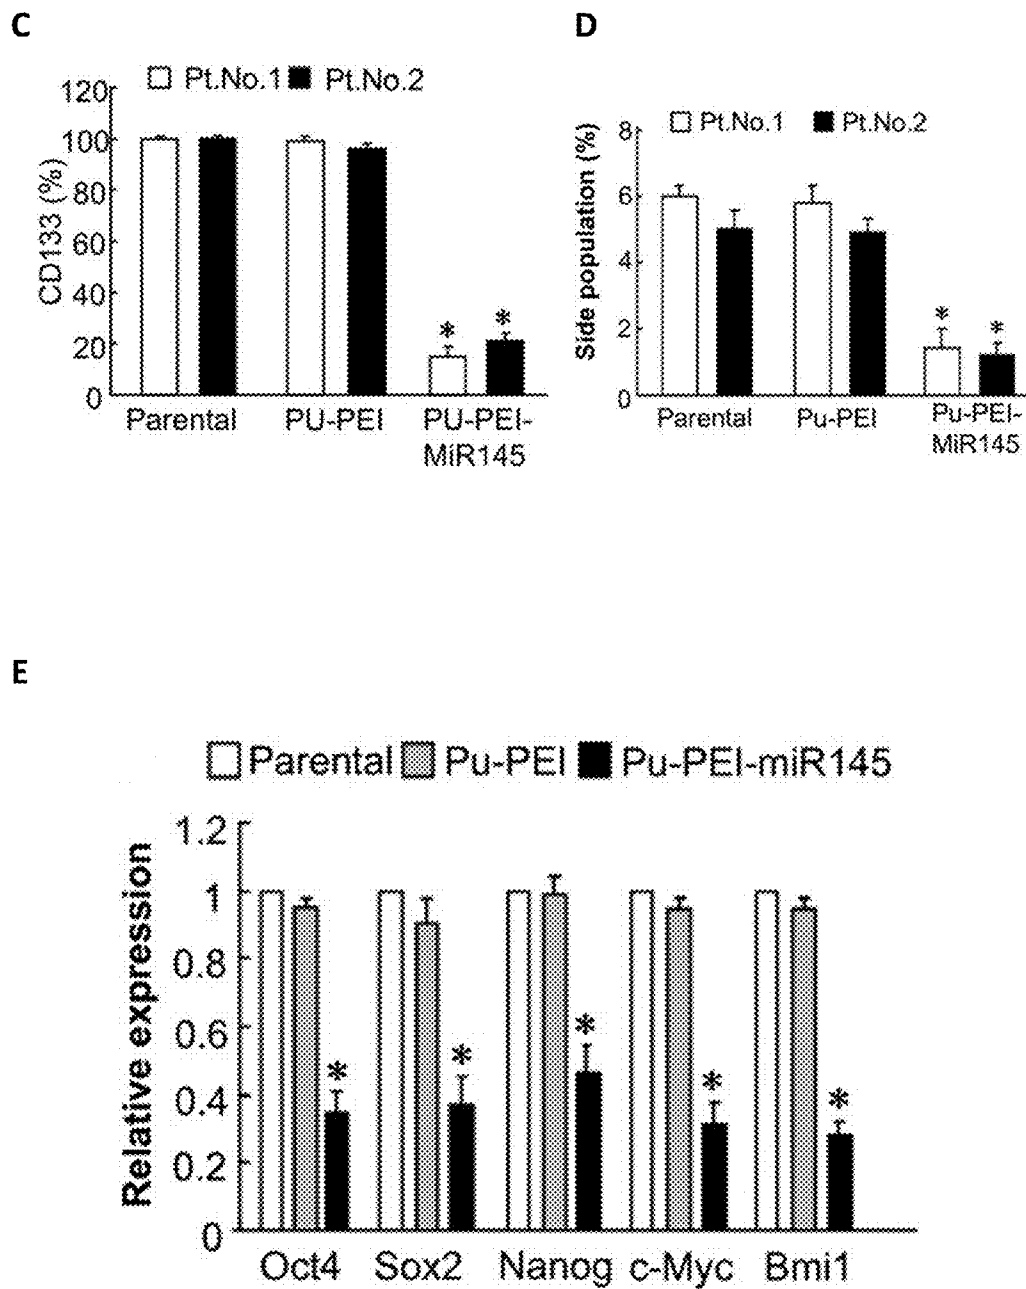 C
Pt.No.1 Pt.No.2
CD133 (%)
120
100
80
60
40
20
0
Parental PU-PEI PU-PEI-
MiR145
*
*
D
Pt.No.1 Pt.No.2
Side population (%)
8
6
4
2
0
Parental Pu-PEI Pu-PEI-
MiR145
*
*
E
Parental Pu-PEI Pu-PEI-miR145
Relative expression
1.2
1
0.8
0.6
0.4
0.2
0
*
*
*
*
*
Oct4 Sox2 Nanog c-Myc Bmi1